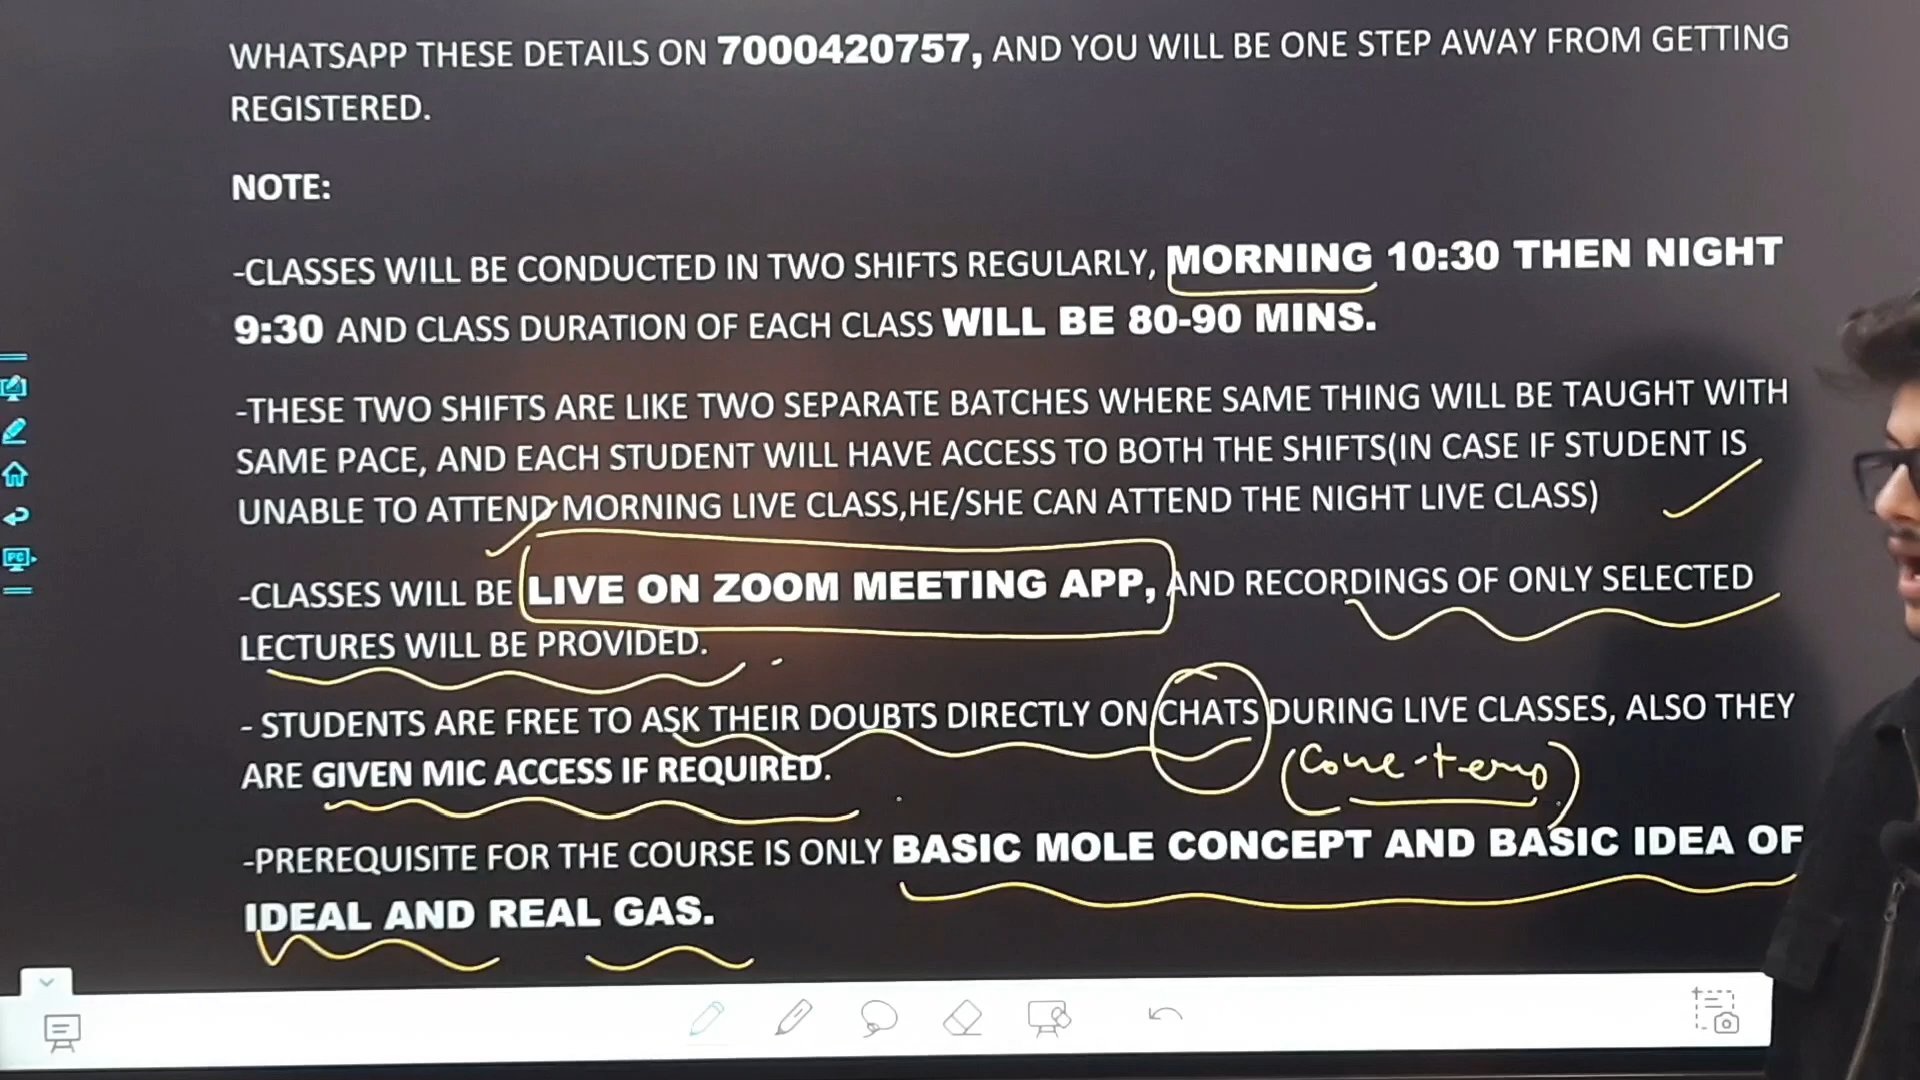 WHATSAPP THESE DETAILS ON 7000420757, AND YOU WILL BE ONE STEP AWAY FROM GETTING
REGISTERED.
NOTE:
-CLASSES WILL BE CONDUCTED IN TWO SHIFTS REGULARLY, MORNING 10:30 THEN NIGHT
9:30 AND CLASS DURATION OF EACH CLASS WILL BE 80-90 MINS.
-THESE TWO SHIFTS ARE LIKE TWO SEPARATE BATCHES WHERE SAME THING WILL BE TAUGHT WITH
SAME PACE, AND EACH STUDENT WILL HAVE ACCESS TO BOTH THE SHIFTS(IN CASE IF STUDENT IS
UNABLE TO ATTEND MORNING LIVE CLASS,HE/SHE CAN ATTEND THE NIGHT LIVE CLASS)
-CLASSES WILL BE LIVE ON ZOOM MEETING APP, AND RECORDINGS OF ONLY SELECTED
LECTURES WILL BE PROVIDED.
- STUDENTS ARE FREE TO ASK THEIR DOUBTS DIRECTLY ON CHATS DURING LIVE CLASSES, ALSO THEY
ARE GIVEN MIC ACCESS IF REQUIRED.
-PREREQUISITE FOR THE COURSE IS ONLY BASIC MOLE CONCEPT AND BASIC IDEA OF
IDEAL AND REAL GAS.